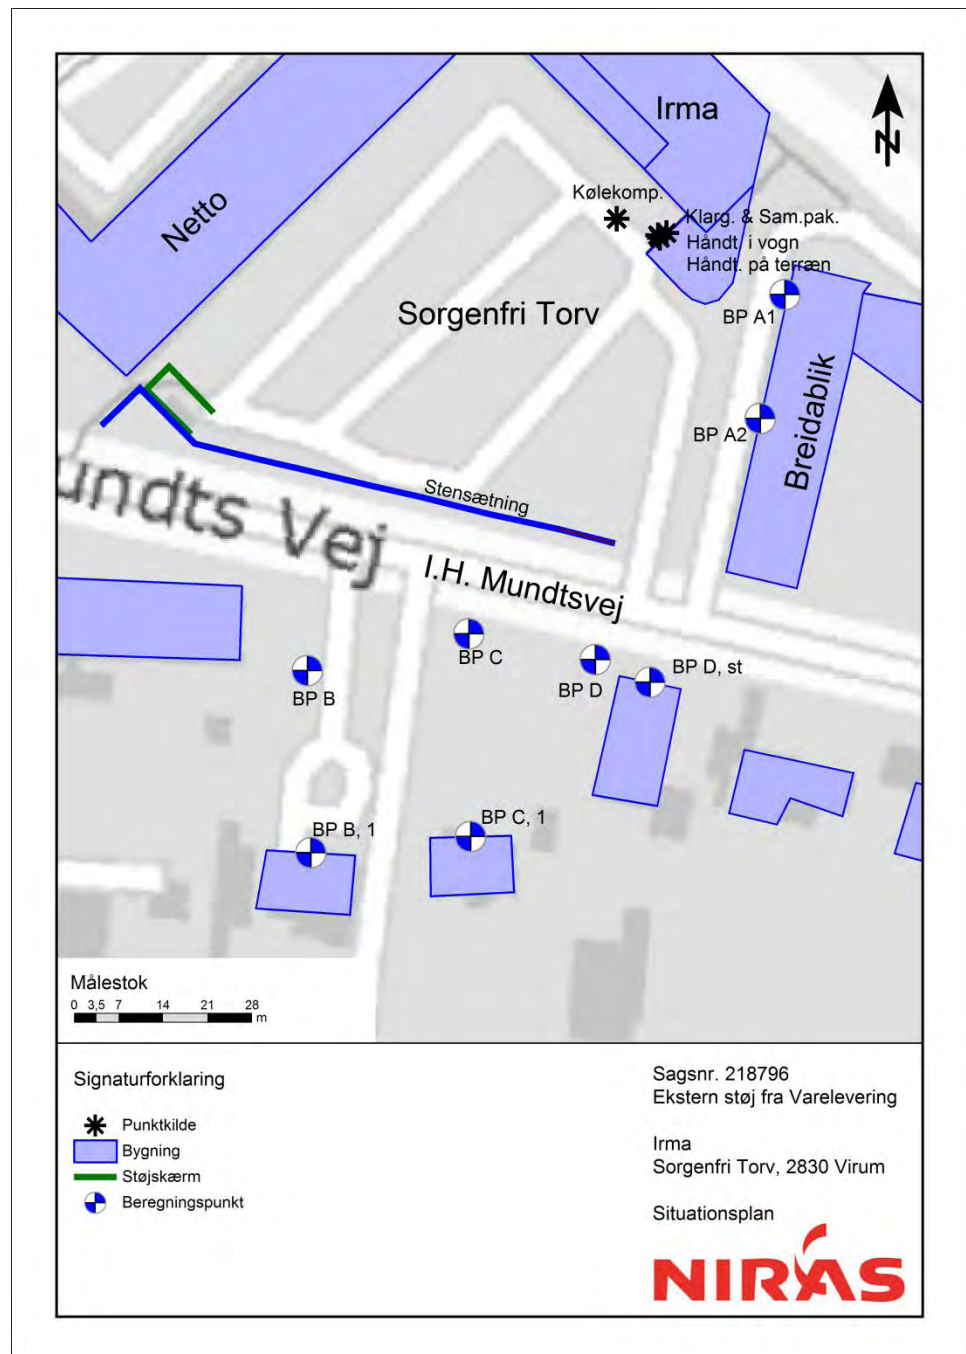 Irma
N
Netto
Kølekomp.
Klarg. & Sam.pak.
Håndt. i vogn
Håndt. på terræn
Sorgenfri Torv
BP A1
BP A2
Breidablik
Stensætning
undts Vej
I.H. Mundtsvej
BP C
BP B
BP D
BP D, st
BP B, 1
BP C, 1
Målestok
0 3,5 7 14 21 28
m
Signaturforklaring
Punktkilde
Bygning
Støjskærm
Beregningspunkt
Sagsnr. 218796
Ekstern støj fra Varelevering
Irma
Sorgenfri Torv, 2830 Virum
Situationsplan
NIRAS